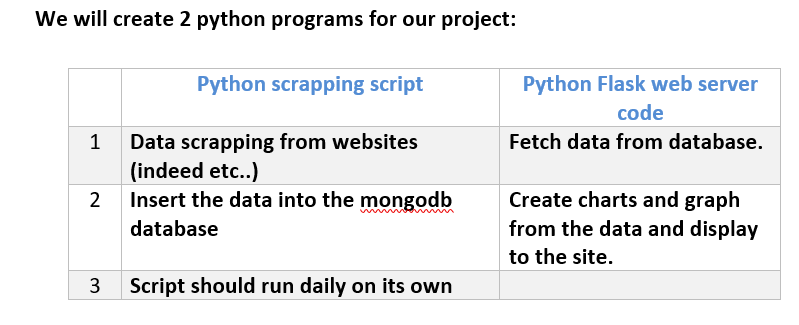 We will create 2 python programs for our project:
Python scrapping script
Python Flask web server
code
1 Data scrapping from websites
(indeed etc..)
Fetch data from database.
2 Insert the data into the mongodb
database
Create charts and graph
from the data and display
to the site.
3 Script should run daily on its own